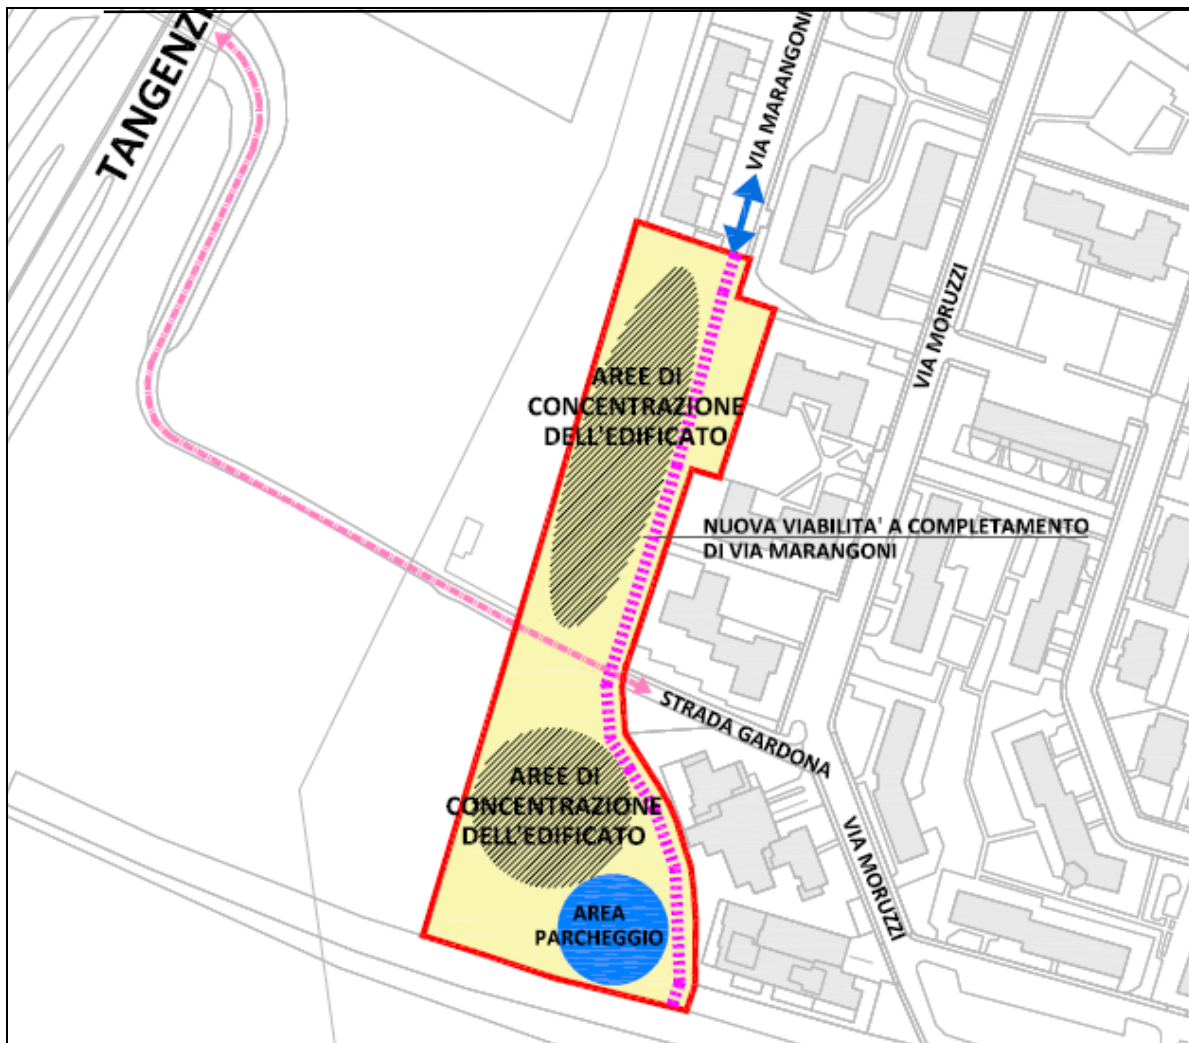 TANGENZI
VIA MARANGONI
VIA MORUZZI
AREE DI
CONCENTRAZIONE
DELL'EDIFICATO
NUOVA VIABILITA' A COMPLETAMENTO
DI VIA MARANGONI
STRADA GARDONA
AREE DI
CONCENTRAZIONE
DELL'EDIFICATO
VIA MORUZZI
AREA
PARCHEGGIO